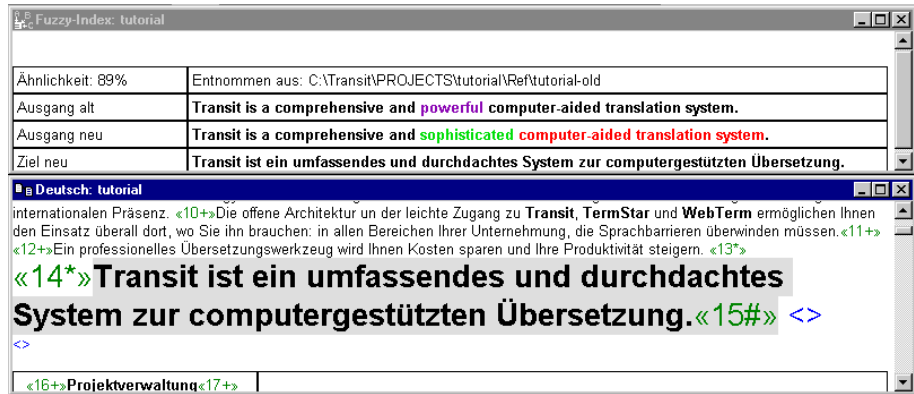 Fuzzy-Index: tutorial
Ähnlichkeit: 89% Entnommen aus: C:\Transit\PROJECTS\tutorial\Ref\tutorial-old
Ausgang alt Transit is a comprehensive and powerful computer-aided translation system.
Ausgang neu Transit is a comprehensive and sophisticated computer-aided translation system.
Ziel neu Transit ist ein umfassendes und durchdachtes System zur computergestützten Übersetzung.
Deutsch: tutorial
internationalen Präsenz. «10+»Die offene Architektur un der leichte Zugang zu Transit, TermStar und WebTerm ermöglichen Ihnen
den Einsatz überall dort, wo Sie ihn brauchen: in allen Bereichen Ihrer Unternehmung, die Sprachbarrieren überwinden müssen.«11+»
«12+»Ein professionelles Übersetzungswerkzeug wird Ihnen Kosten sparen und Ihre Produktivität steigern. «13*»
«14*»Transit ist ein umfassendes und durchdachtes
System zur computergestützten Übersetzung.«15#» <>
<>
«16+»Projektverwaltung«17+»